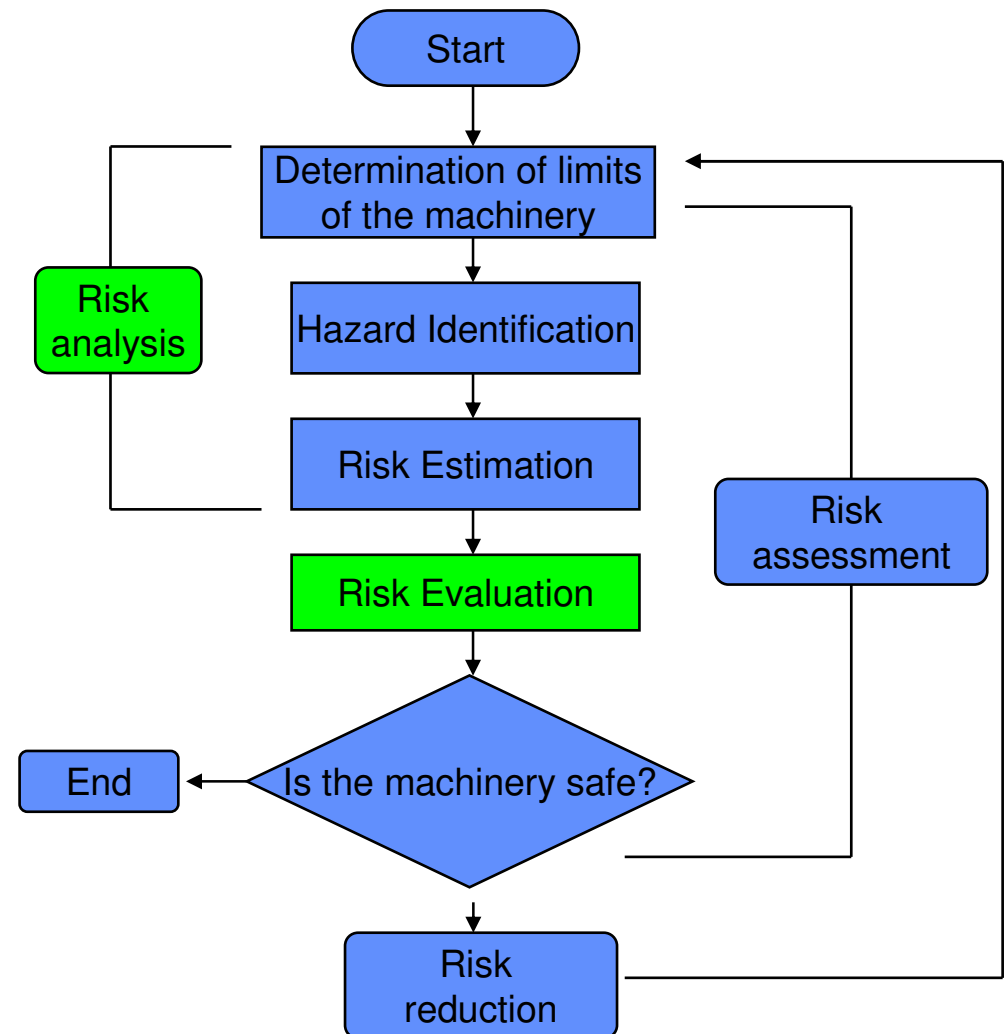 Start
Determination of limits
of the machinery
Risk
analysis
Hazard Identification
Risk Estimation
Risk
assessment
Risk Evaluation
Is the machinery safe?
End
Risk
reduction